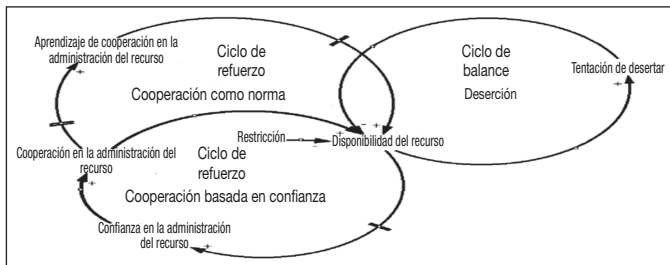 Aprendizaje de cooperación en la
administración del recurso
Ciclo de
refuerzo
Cooperación como norma
Ciclo de
balance
Deserción
Tentación de desertar
Restricción
Disponibilidad del recurso
Cooperación en la administración del
recurso
Ciclo de
refuerzo
Cooperación basada en confianza
Confianza en la administración
del recurso